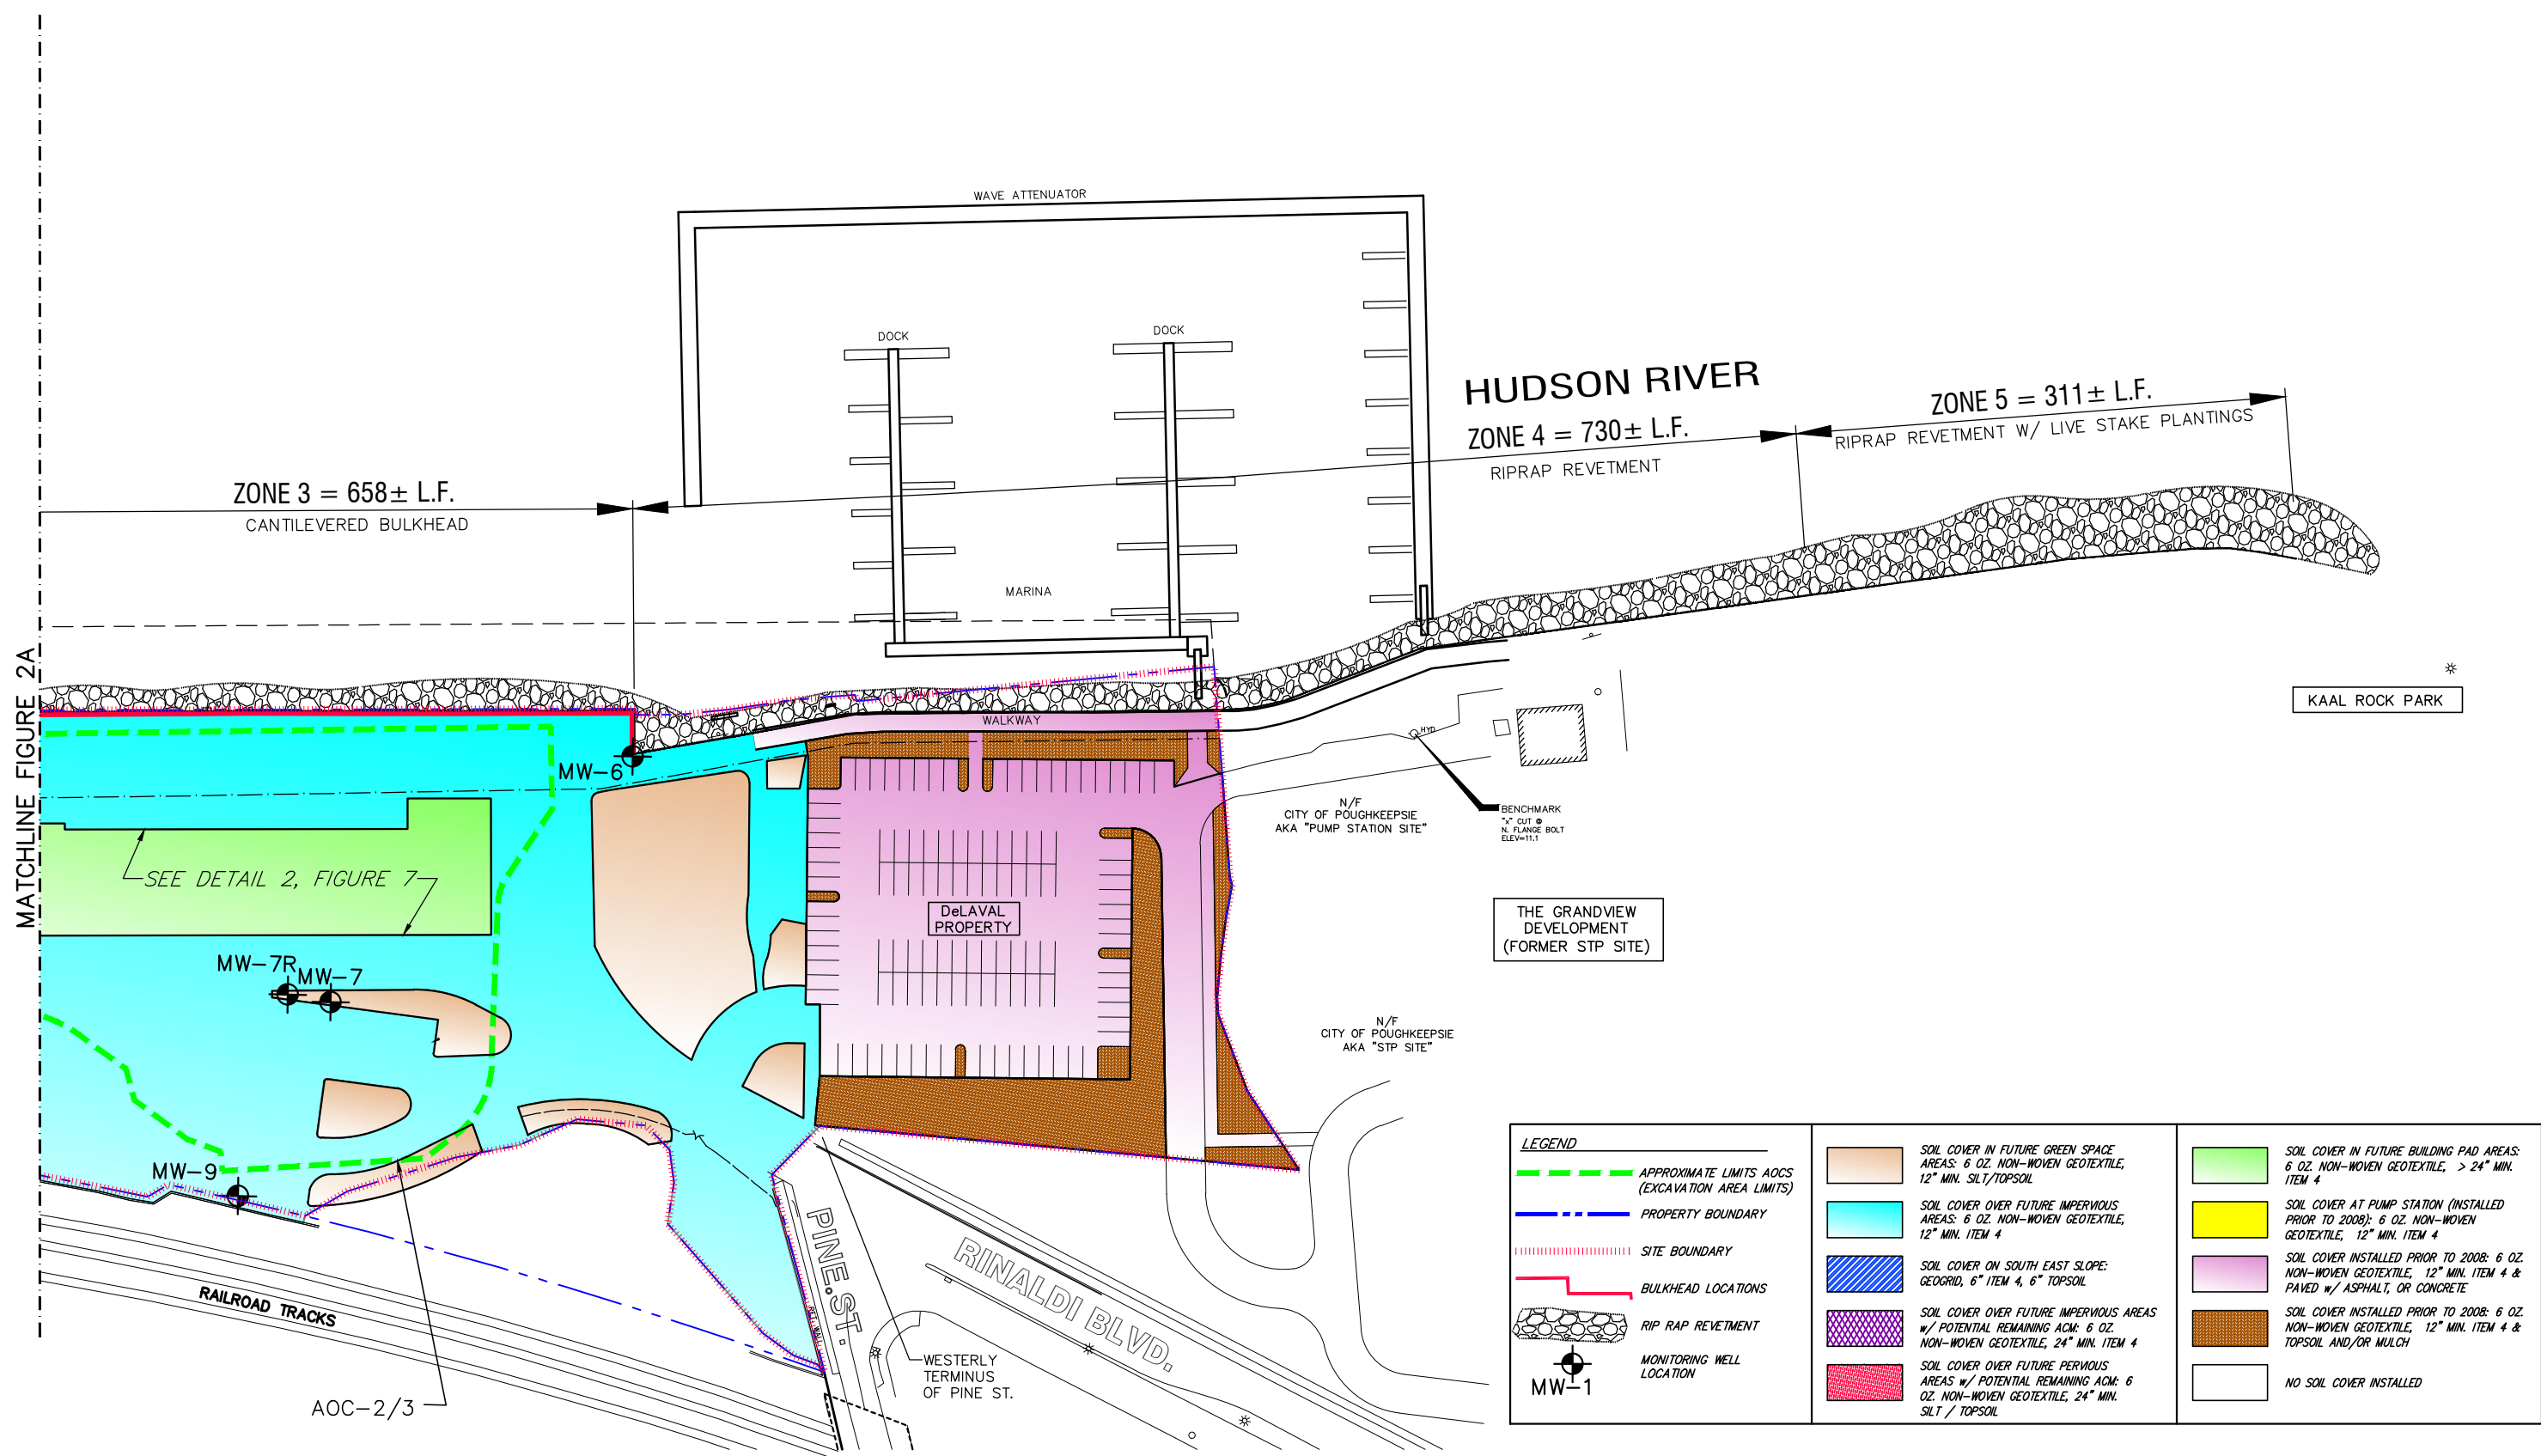 WAVE ATTENUATOR
DOCK
DOCK
HUDSON RIVER
ZONE 3 = 658± L.F.
CANTILEVERED BULKHEAD
ZONE 4 = 730± L.F.
RIPRAP REVETMENT
ZONE 5 = 311± L.F.
RIPRAP REVETMENT W/ LIVE STAKE PLANTINGS
MARINA
MATCHLINE FIGURE 2A
WALKWAY
KAAL ROCK PARK
HYD
MW-6
BENCHMARK
"x" CUT @
N. FLANGE BOLT
ELEV=11.1
N/F
CITY OF POUGHKEEPSIE
AKA "PUMP STATION SITE"
SEE DETAIL 2, FIGURE 7
DeLAVAL
PROPERTY
THE GRANDVIEW
DEVELOPMENT
(FORMER STP SITE)
MW-7R
MW-7
N/F
CITY OF POUGHKEEPSIE
AKA "STP SITE"
MW-9
PINE.ST.
RET. WALL
RINALDI BLVD.
RAILROAD TRACKS
WESTERLY
TERMINUS
OF PINE ST.
AOC-2/3
LEGEND
APPROXIMATE LIMITS AOCS
(EXCAVATION AREA LIMITS)
PROPERTY BOUNDARY
SITE BOUNDARY
BULKHEAD LOCATIONS
RIP RAP REVETMENT
MONITORING WELL
LOCATION
MW-1
SOIL COVER IN FUTURE GREEN SPACE
AREAS: 6 OZ. NON-WOVEN GEOTEXTILE,
12" MIN. SILT/TOPSOIL
SOIL COVER OVER FUTURE IMPERVIOUS
AREAS: 6 OZ. NON-WOVEN GEOTEXTILE,
12" MIN. ITEM 4
SOIL COVER ON SOUTH EAST SLOPE:
GEOGRID, 6" ITEM 4, 6" TOPSOIL
SOIL COVER OVER FUTURE IMPERVIOUS AREAS
w/ POTENTIAL REMAINING ACM: 6 OZ.
NON-WOVEN GEOTEXTILE, 24" MIN. ITEM 4
SOIL COVER OVER FUTURE PERVIOUS
AREAS w/ POTENTIAL REMAINING ACM: 6
OZ. NON-WOVEN GEOTEXTILE, 24" MIN.
SILT / TOPSOIL
SOIL COVER IN FUTURE BUILDING PAD AREAS:
6 OZ NON-WOVEN GEOTEXTILE, > 24" MIN.
ITEM 4
SOIL COVER AT PUMP STATION (INSTALLED
PRIOR TO 2008): 6 OZ. NON-WOVEN
GEOTEXTILE, 12" MIN. ITEM 4
SOIL COVER INSTALLED PRIOR TO 2008: 6 OZ.
NON-WOVEN GEOTEXTILE, 12" MIN. ITEM 4 &
PAVED w/ ASPHALT, OR CONCRETE
SOIL COVER INSTALLED PRIOR TO 2008: 6 OZ.
NON-WOVEN GEOTEXTILE, 12" MIN. ITEM 4 &
TOPSOIL AND/OR MULCH
NO SOIL COVER INSTALLED